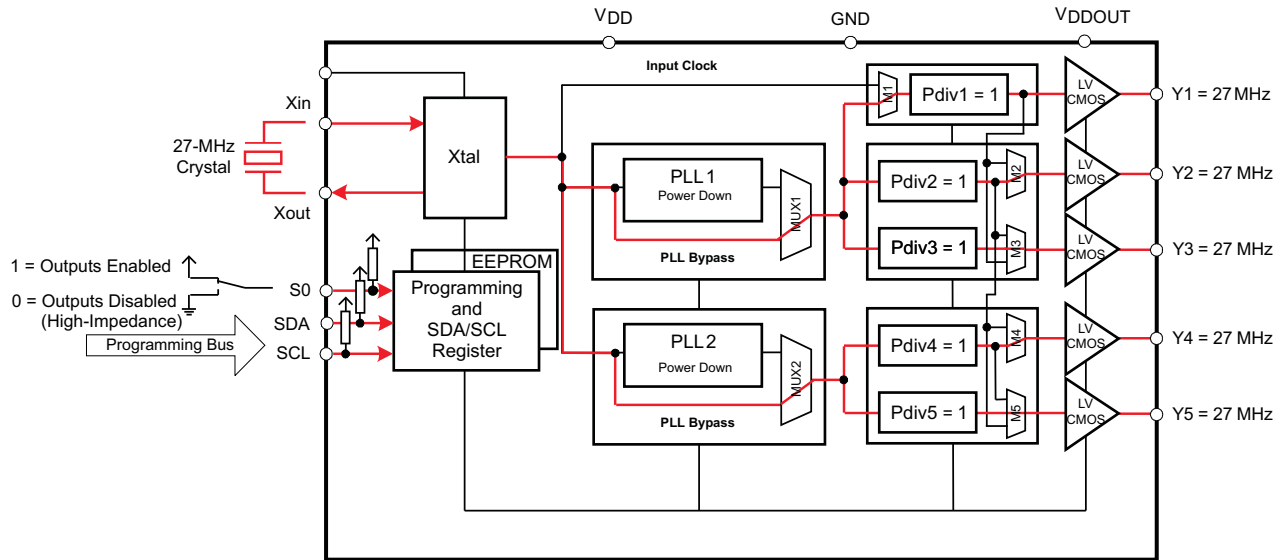 VDD
GND
VDDOUT
Input Clock
Xin
27-MHz
Crystal
Xout
Xtal
M1
Pdiv1 = 1
LV
CMOS
Y1 = 27 MHz
PLL1
Power Down
MUX1
PLL Bypass
Pdiv2 = 1
M2
LV
CMOS
Y2 = 27 MHz
Pdiv3 = 1
M3
LV
CMOS
Y3 = 27 MHz
1 = Outputs Enabled
0 = Outputs Disabled
(High-Impedance)
Programming Bus
S0
SDA
SCL
EEPROM
Programming
and
SDA/SCL
Register
PLL2
Power Down
MUX2
PLL Bypass
Pdiv4 = 1
M4
LV
CMOS
Y4 = 27 MHz
Pdiv5 = 1
M5
LV
CMOS
Y5 = 27 MHz